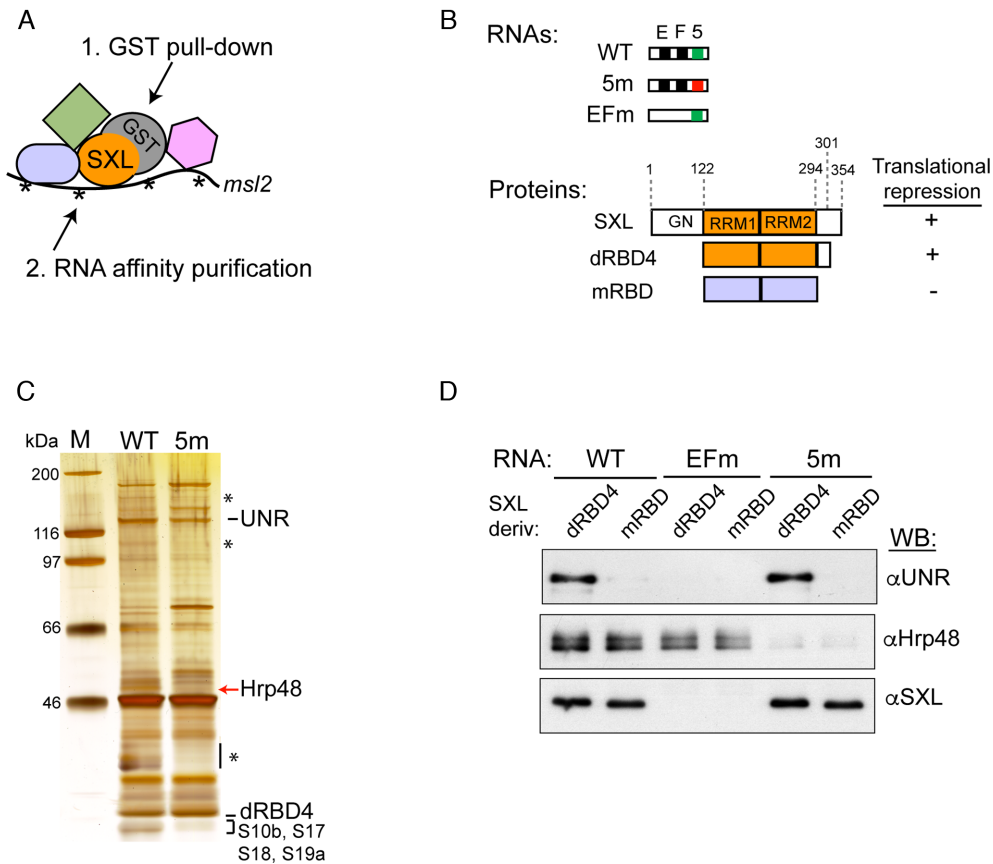 A
1. GST pull-down
GST
SXL
msl2
* * * *
2. RNA affinity purification
B
RNAs:
E F 5
WT
5m
EFm
Proteins:
1 122 294 301 354
Translational
repression
SXL GN RRM1 RRM2 +
dRBD4 +
mRBD -
C
kDa M WT 5m
200
*
UNR
116
*
97
66
Hrp48
46
*
dRBD4
S10b, S17
S18, S19a
D
RNA: WT EFm 5m
SXL
deriv:
dRBD4 mRBD dRBD4 mRBD dRBD4 mRBD
WB:
αUNR
αHrp48
αSXL